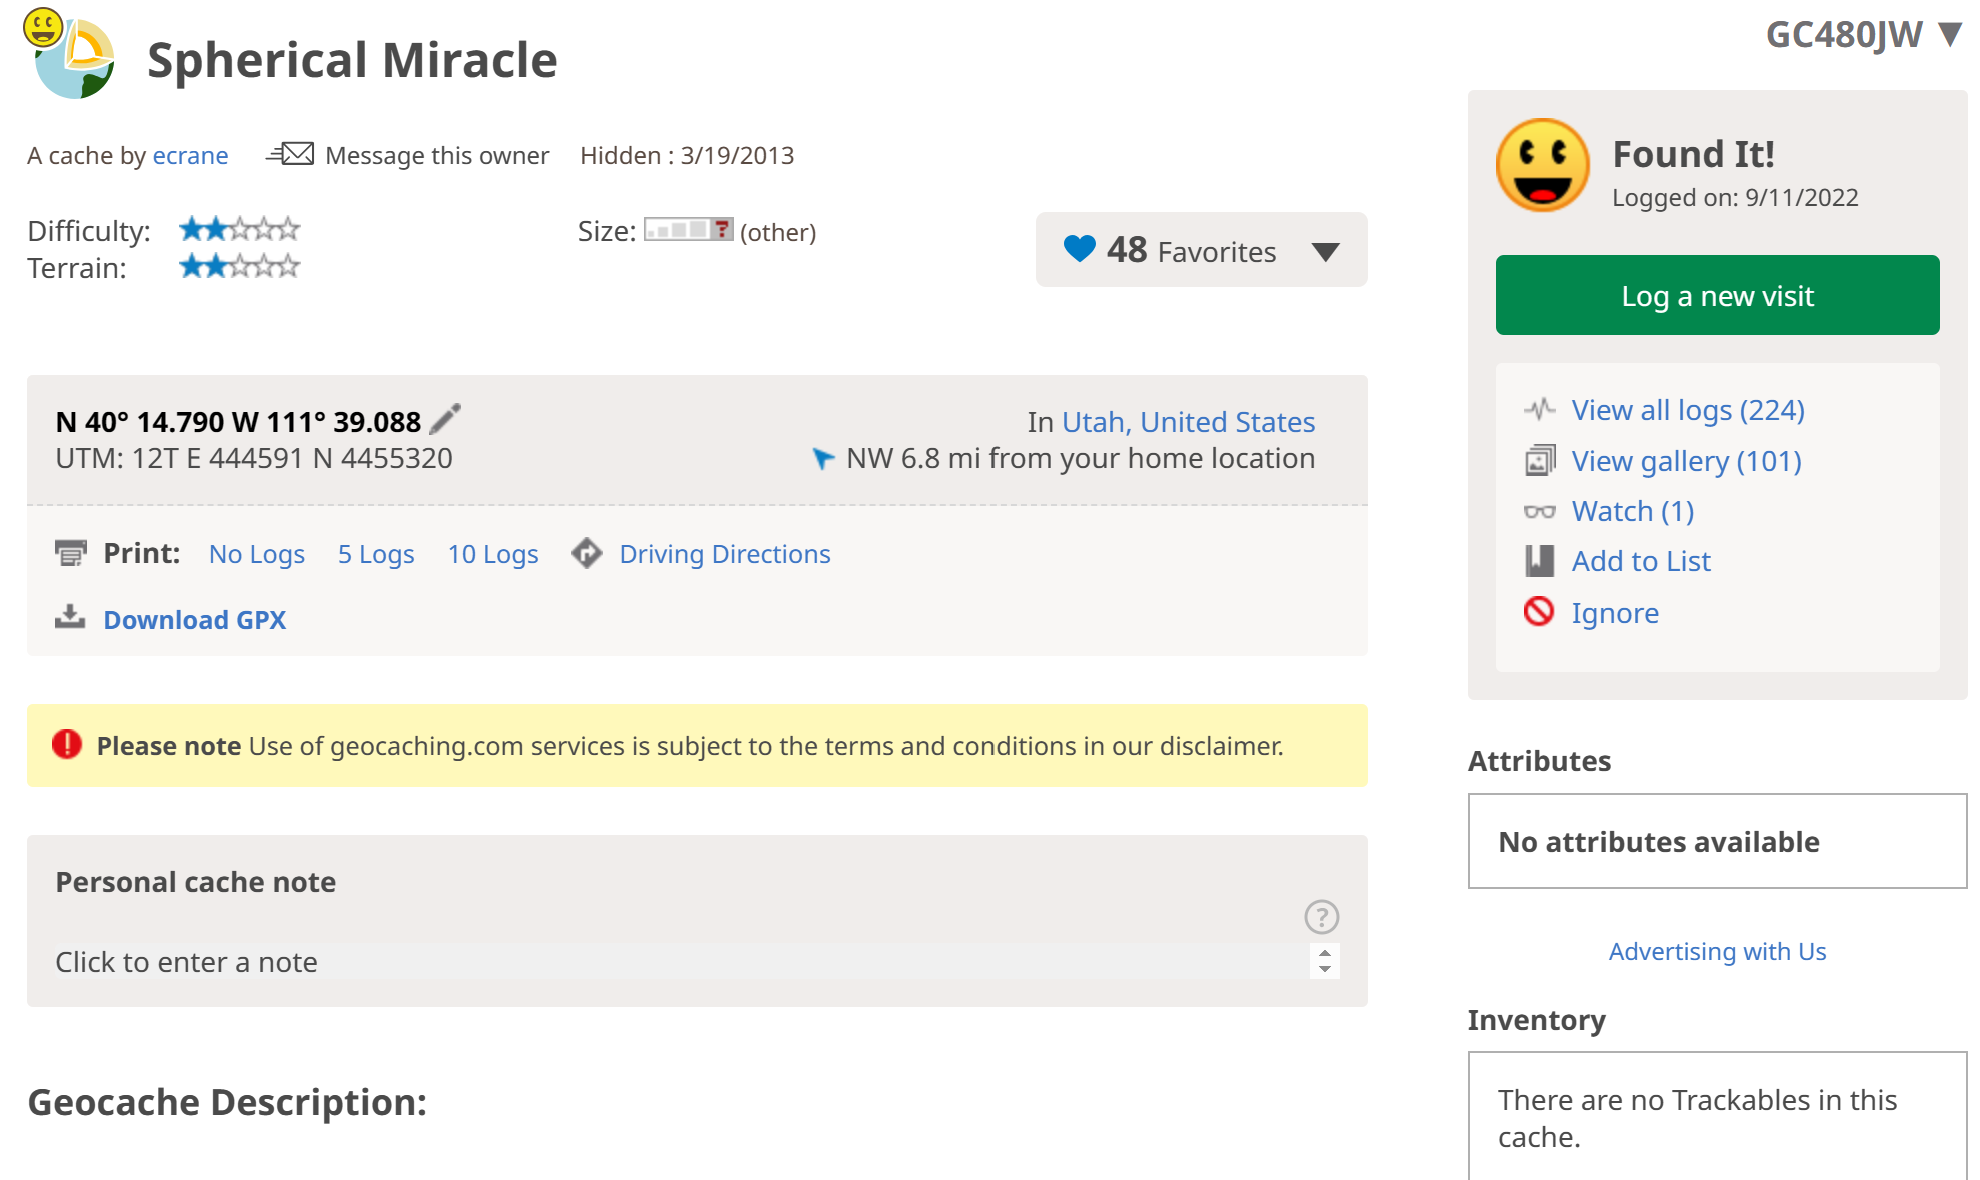 Spherical Miracle
GC480JW ▼
A cache by ecrane Message this owner Hidden : 3/19/2013
Difficulty:
Size: ? (other)
Terrain:
48 Favorites
N 40° 14.790 W 111° 39.088
In Utah, United States
UTM: 12T E 444591 N 4455320
NW 6.8 mi from your home location
Print: No Logs 5 Logs 10 Logs Driving Directions
Download GPX
! Please note Use of geocaching.com services is subject to the terms and conditions in our disclaimer.
Personal cache note
?
Click to enter a note
Geocache Description:
Found It!
Logged on: 9/11/2022
Log a new visit
View all logs (224)
View gallery (101)
Watch (1)
Add to List
Ignore
Attributes
No attributes available
Advertising with Us
Inventory
There are no Trackables in this
cache.